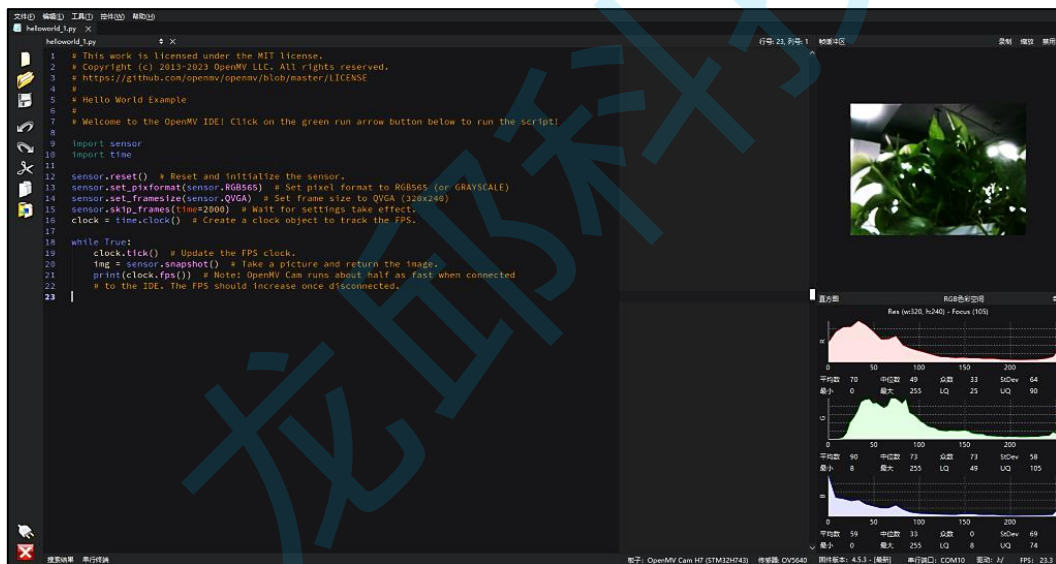 文件(F) 编辑(E) 工具(T) 控件(W) 帮助(H)
helloworld_1.py
helloworld_1.py 行号: 23, 列号: 1 帧缓冲区 录制 缩放 禁用
1 # This work is licensed under the MIT license.
2 # Copyright (c) 2013-2023 OpenMV LLC. All rights reserved.
3 # https://github.com/openmv/openmv/blob/master/LICENSE
4 #
5 # Hello World Example
6 #
7 # Welcome to the OpenMV IDE! Click on the green run arrow button below to run the script!
8
9 import sensor
10 import time
11
12 sensor.reset()  # Reset and initialize the sensor.
13 sensor.set_pixformat(sensor.RGB565)  # Set pixel format to RGB565 (or GRAYSCALE)
14 sensor.set_framesize(sensor.QVGA)  # Set frame size to QVGA (320x240)
15 sensor.skip_frames(time=2000)  # Wait for settings take effect.
16 clock = time.clock()  # Create a clock object to track the FPS.
17
18 while True:
19     clock.tick()  # Update the FPS clock.
20     img = sensor.snapshot()  # Take a picture and return the image.
21     print(clock.fps())  # Note: OpenMV Cam runs about half as fast when connected
22     # to the IDE. The FPS should increase once disconnected.
23
直方图 RGB色彩空间
Res (w:320, h:240) - Focus (105)
R
0 50 100 150 200
平均数 70 中位数 49 众数 33 StDev 64
最小 0 最大 255 LQ 25 UQ 90
G
0 50 100 150 200
平均数 90 中位数 73 众数 73 StDev 58
最小 8 最大 255 LQ 49 UQ 105
B
0 50 100 150 200
平均数 59 中位数 33 众数 0 StDev 69
最小 0 最大 255 LQ 8 UQ 74
搜索结果 串行终端 板子: OpenMV Cam H7 (STM32H743) 传感器: OV5640 固件版本: 4.5.3 - [最新] 串行端口: COM10 驱动: I:/ FPS: 23.3
龙邱科技